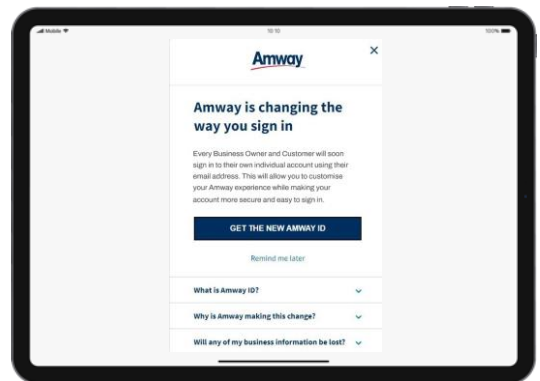 Mobile
10:10
100%
Amway
Amway is changing the
way you sign in
Every Business Owner and Customer will soon
sign in to their own individual account using their
email address. This will allow you to customise
your Amway experience while making your
account more secure and easy to sign in.
GET THE NEW AMWAY ID
Remind me later
What is Amway ID?
Why is Amway making this change?
Will any of my business information be lost?